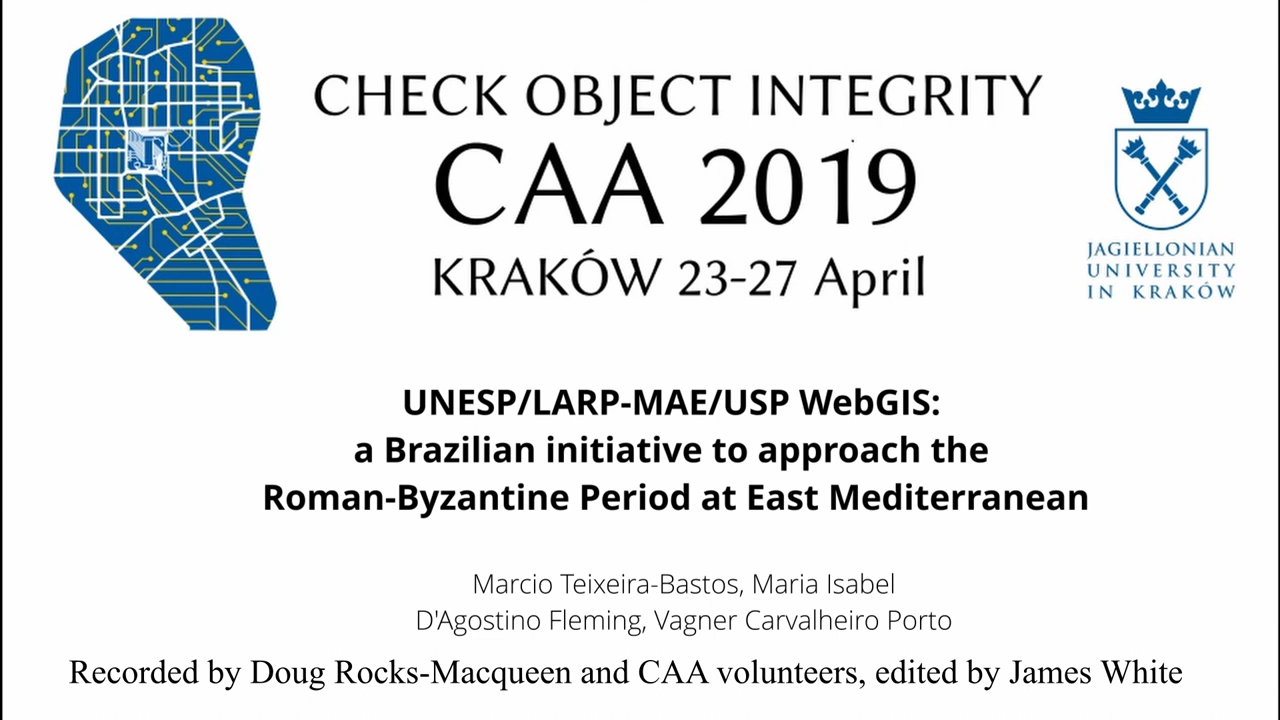 CHECK OBJECT INTEGRITY
CAA 2019
KRAKÓW 23-27 April
JAGIELLONIAN
UNIVERSITY
IN KRAKÓW
UNESP/LARP-MAE/USP WebGIS:
a Brazilian initiative to approach the
Roman-Byzantine Period at East Mediterranean
Marcio Teixeira-Bastos, Maria Isabel
D'Agostino Fleming, Vagner Carvalheiro Porto
Recorded by Doug Rocks-Macqueen and CAA volunteers, edited by James White